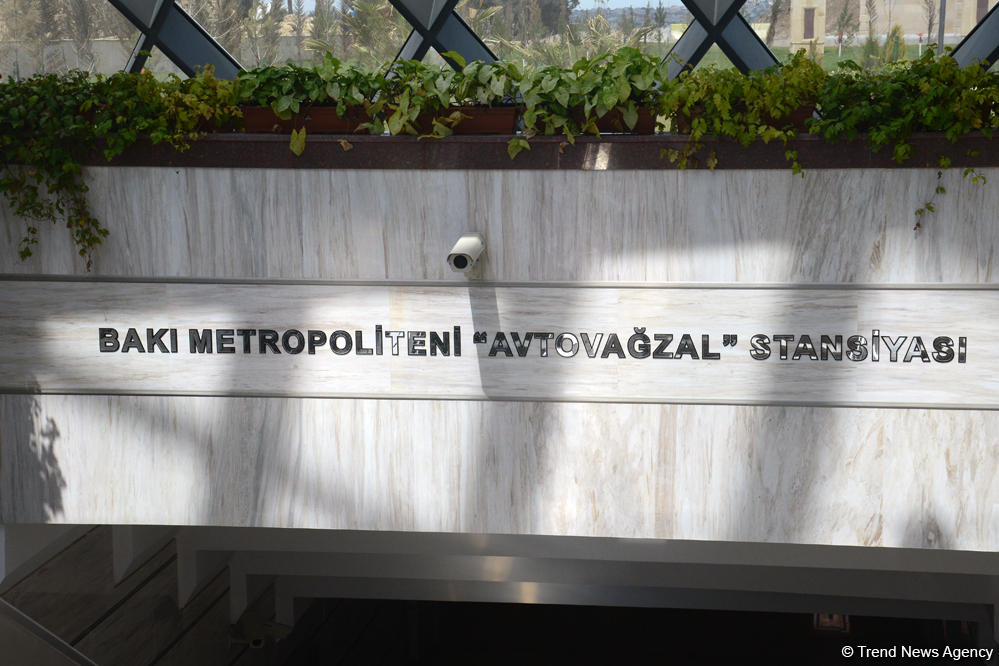 BAKI METROPOLİTENİ “AVTOVAĞZAL” STANSİYASI
© Trend News Agency